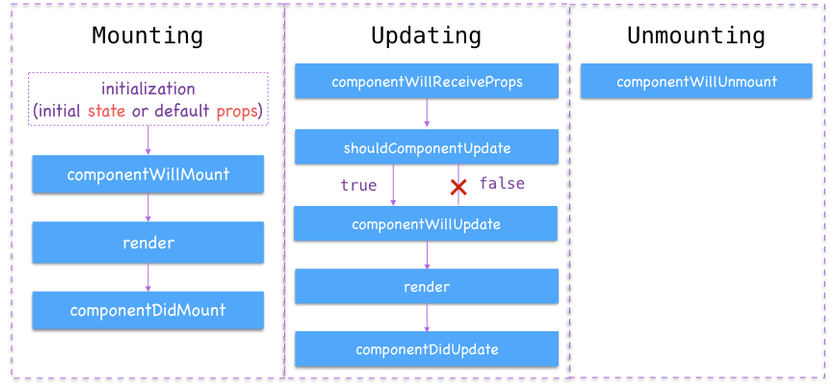 Mounting
initialization
(initial state or default props)
componentWillMount
render
componentDidMount
Updating
componentWillReceiveProps
shouldComponentUpdate
true
false
componentWillUpdate
render
componentDidUpdate
Unmounting
componentWillUnmount